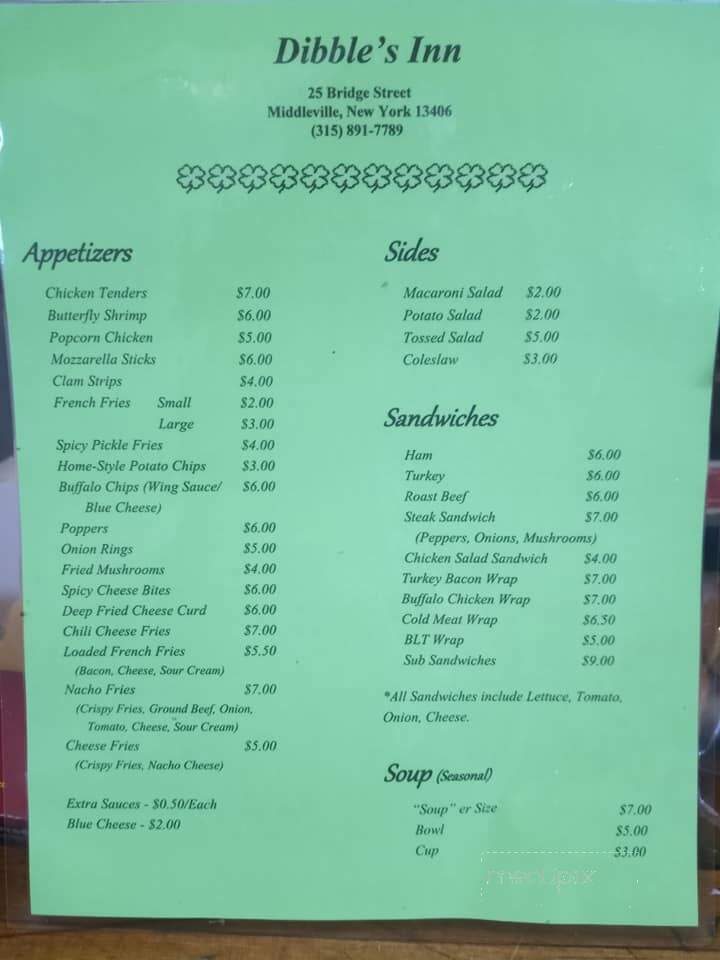 Dibble's Inn
25 Bridge Street
Middleville, New York 13406
(315) 891-7789
Appetizers
Chicken Tenders $7.00
Butterfly Shrimp $6.00
Popcorn Chicken $5.00
Mozzarella Sticks $6.00
Clam Strips $4.00
French Fries Small $2.00
Large $3.00
Spicy Pickle Fries $4.00
Home-Style Potato Chips $3.00
Buffalo Chips (Wing Sauce/ $6.00
Blue Cheese)
Poppers $6.00
Onion Rings $5.00
Fried Mushrooms $4.00
Spicy Cheese Bites $6.00
Deep Fried Cheese Curd $6.00
Chili Cheese Fries $7.00
Loaded French Fries $5.50
(Bacon, Cheese, Sour Cream)
Nacho Fries $7.00
(Crispy Fries, Ground Beef, Onion,
Tomato, Cheese, Sour Cream)
Cheese Fries $5.00
(Crispy Fries, Nacho Cheese)
Extra Sauces - $0.50/Each
Blue Cheese - $2.00
Sides
Macaroni Salad $2.00
Potato Salad $2.00
Tossed Salad $5.00
Coleslaw $3.00
Sandwiches
Ham $6.00
Turkey $6.00
Roast Beef $6.00
Steak Sandwich $7.00
(Peppers, Onions, Mushrooms)
Chicken Salad Sandwich $4.00
Turkey Bacon Wrap $7.00
Buffalo Chicken Wrap $7.00
Cold Meat Wrap $6.50
BLT Wrap $5.00
Sub Sandwiches $9.00
*All Sandwiches include Lettuce, Tomato,
Onion, Cheese.
Soup (Seasonal)
"Soup" er Size $7.00
Bowl $5.00
Cup $3.00
menupix